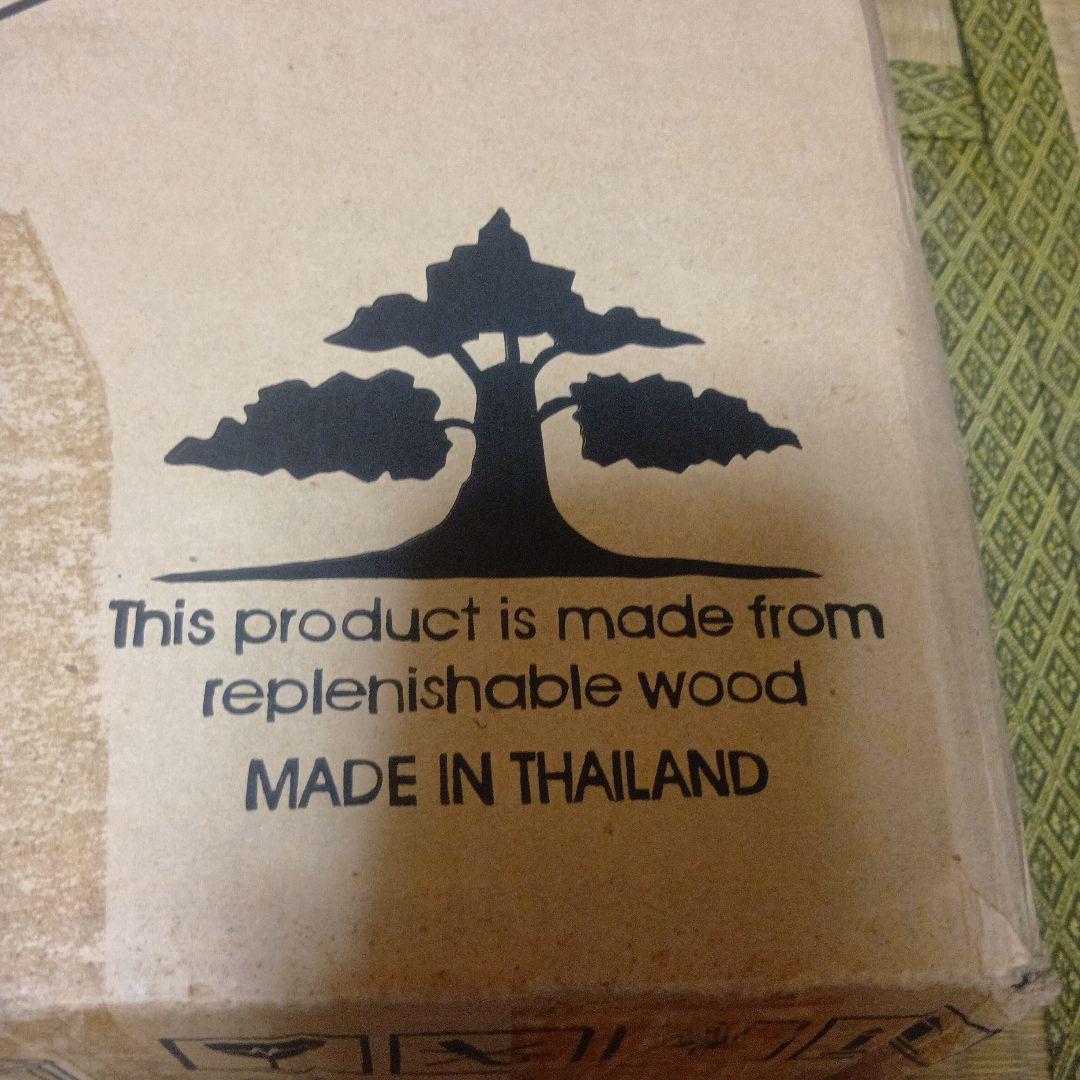 This product is made from
replenishable wood
MADE IN THAILAND